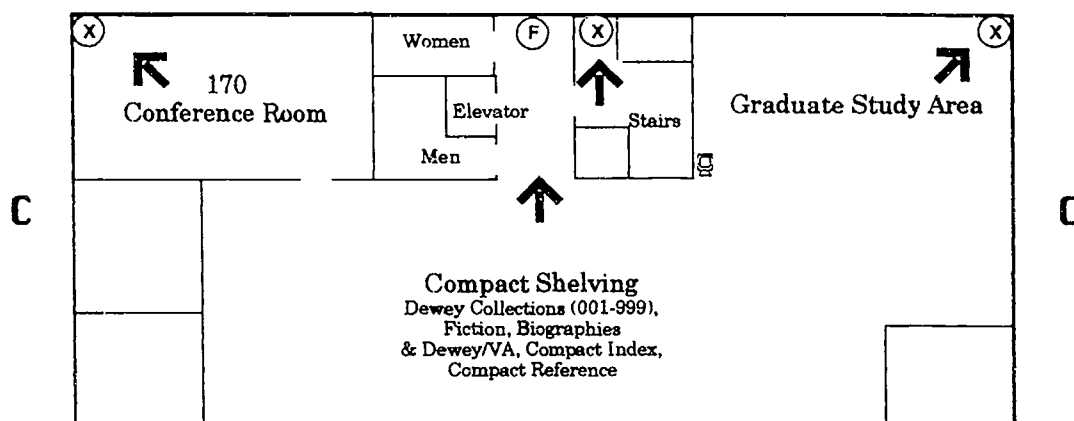 X
F
X
X
Women
170
Conference Room
Elevator
Men
Stairs
Graduate Study Area
C
C
Compact Shelving
Dewey Collections (001-999),
Fiction, Biographies
& Dewey/VA, Compact Index,
Compact Reference